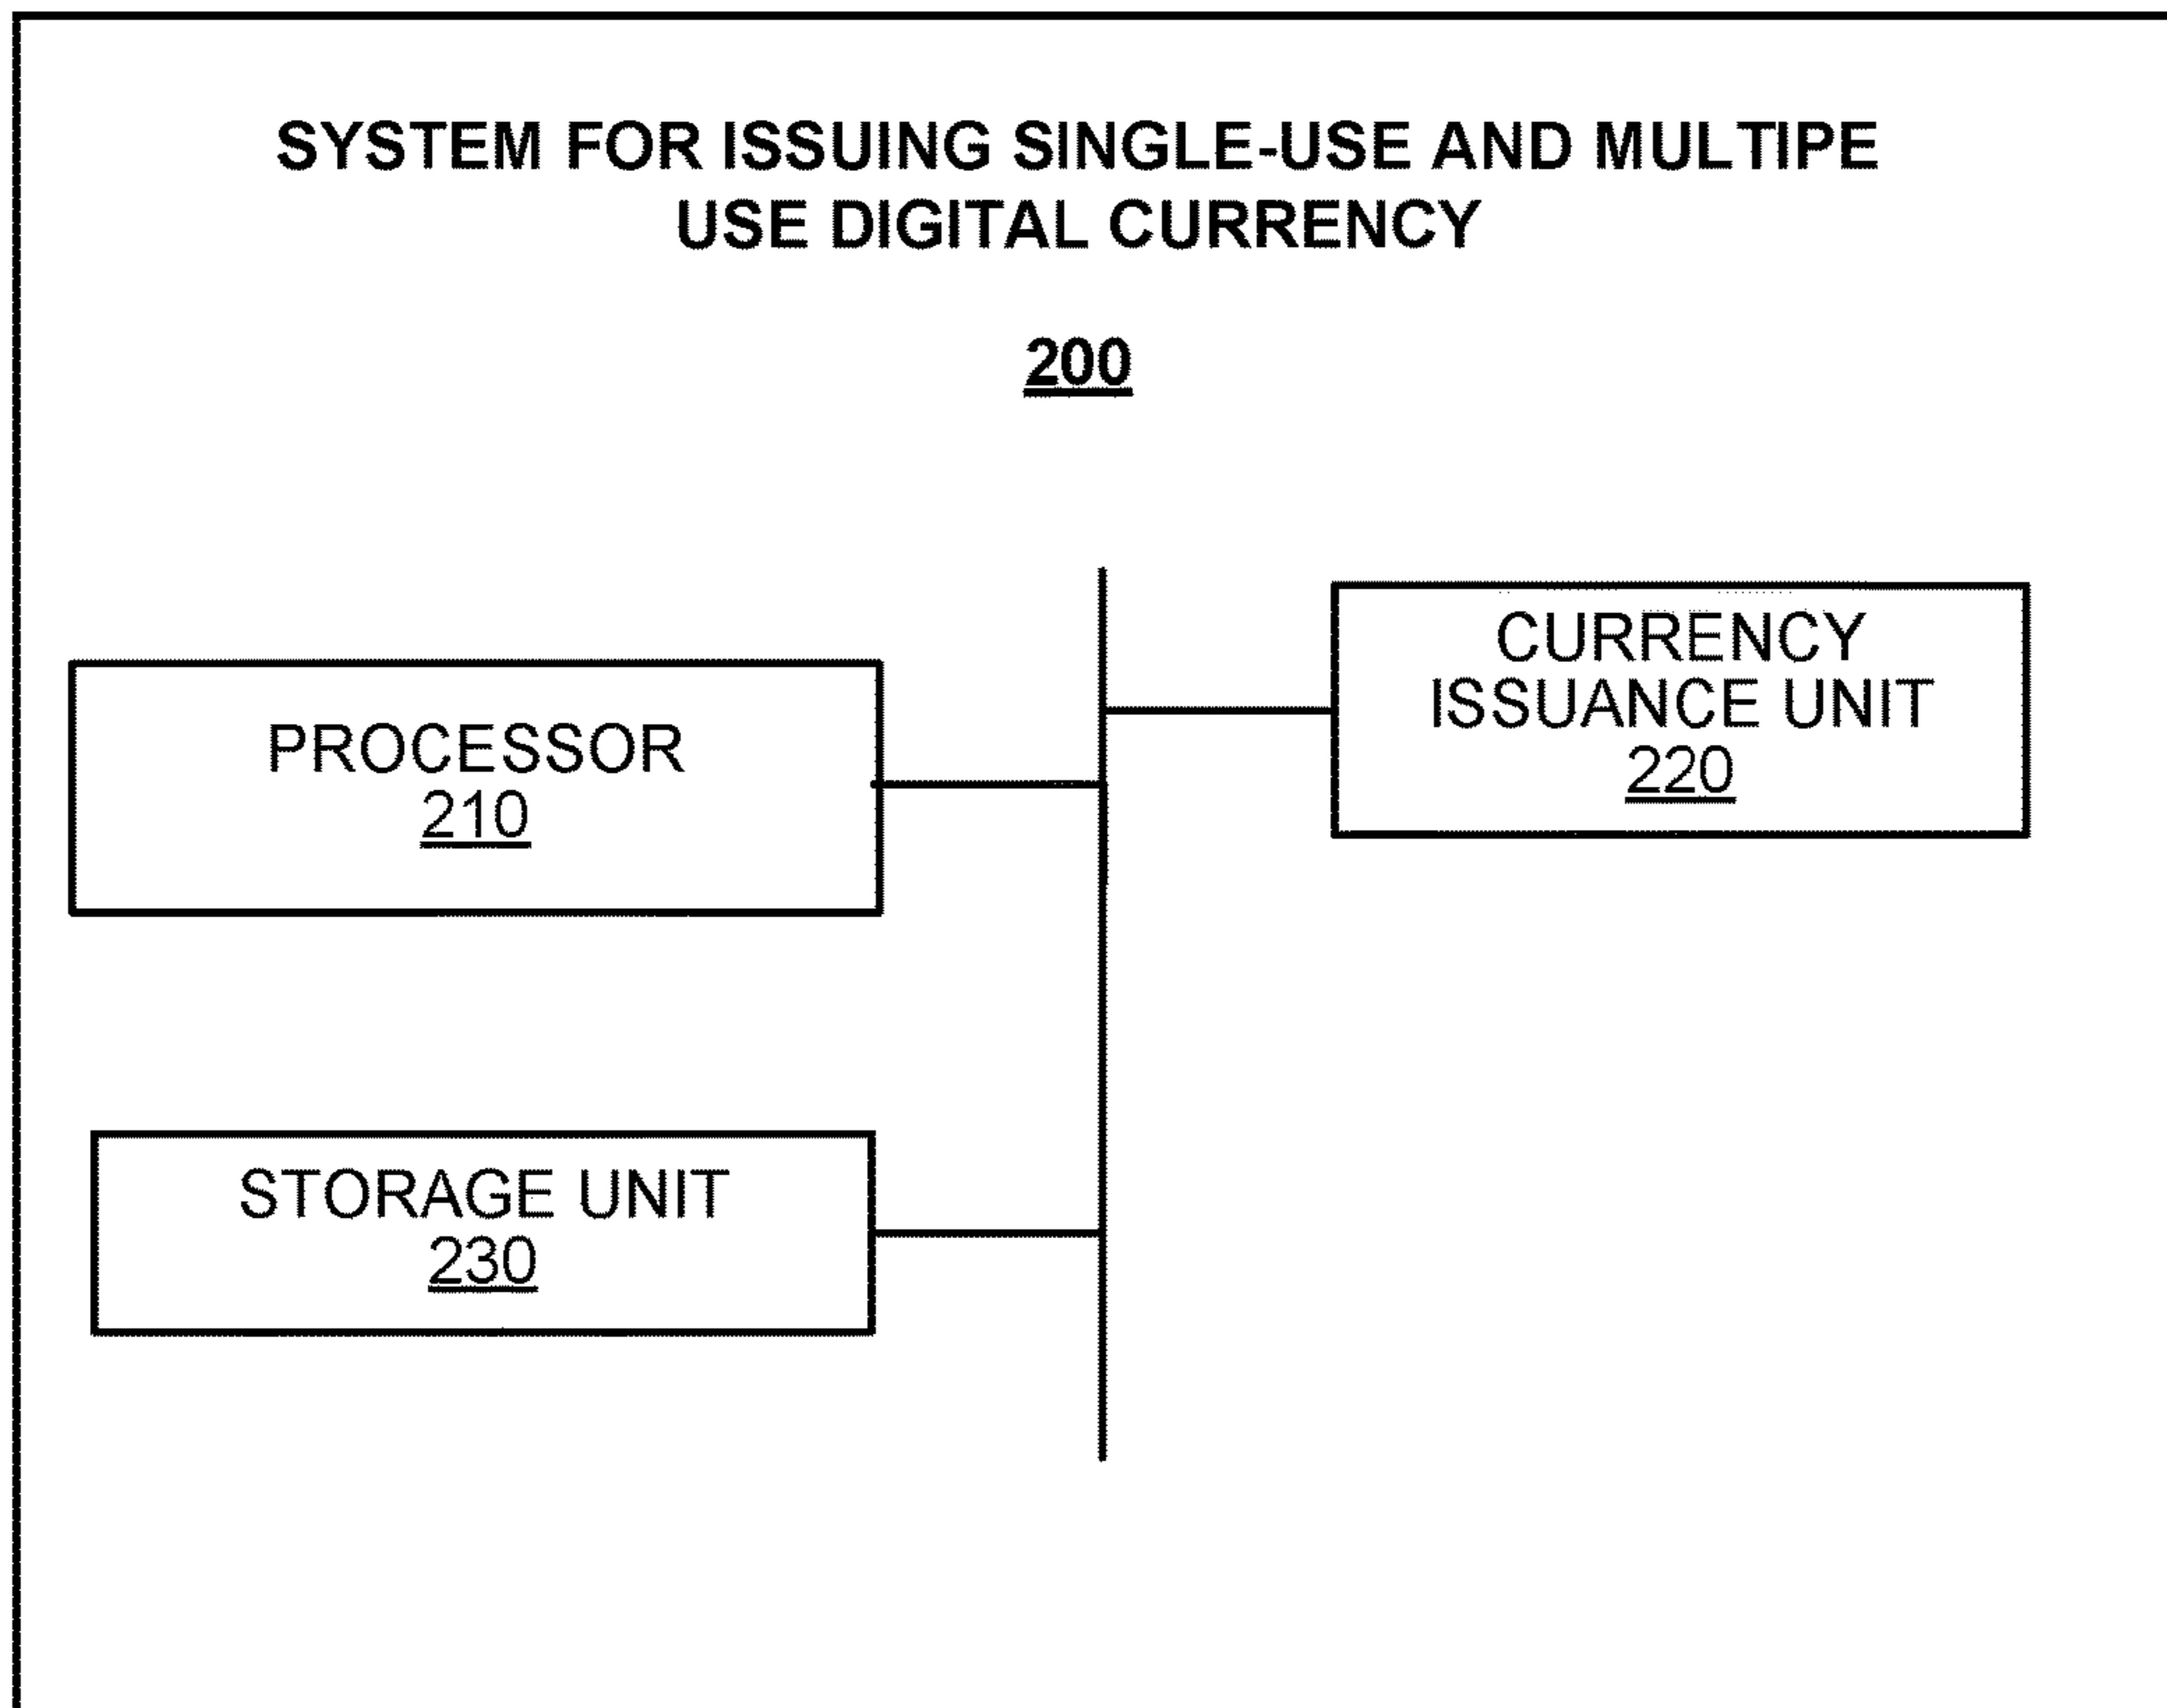 SYSTEM FOR ISSUING SINGLE-USE AND MULTIPE
USE DIGITAL CURRENCY
200
PROCESSOR
210
CURRENCY
ISSUANCE UNIT
220
STORAGE UNIT
230